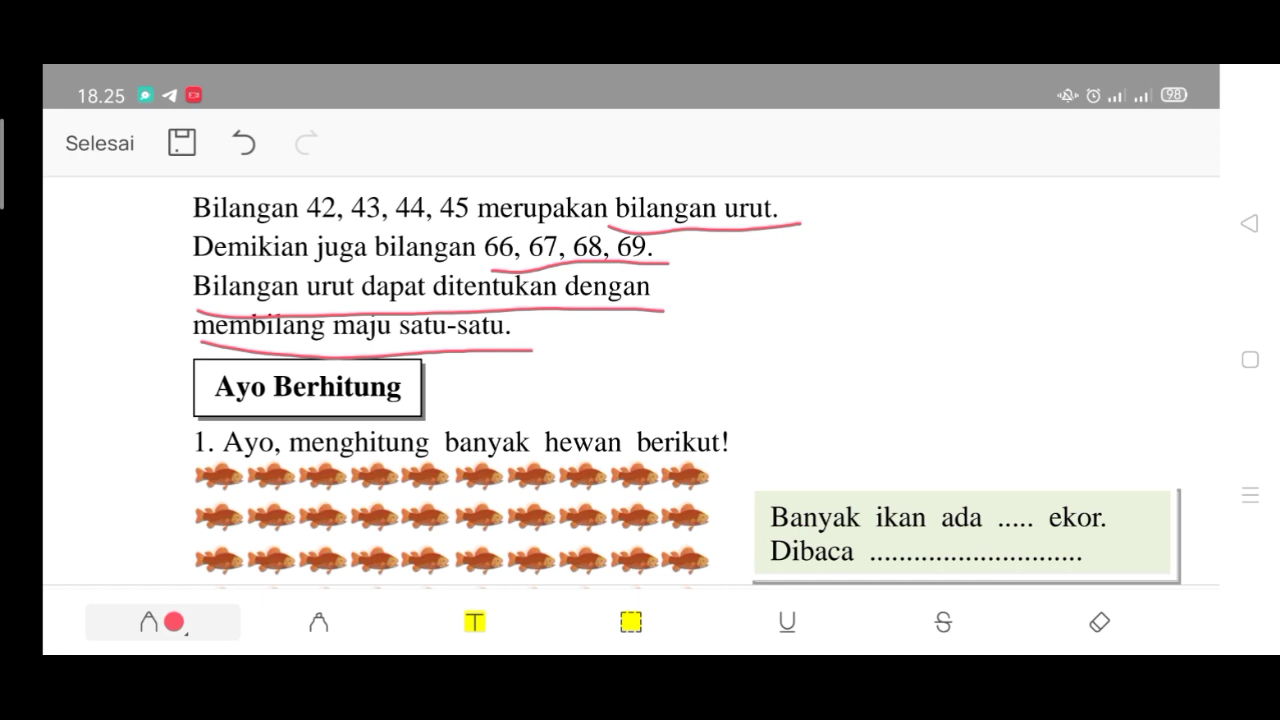 18.25
98
Selesai
Bilangan 42, 43, 44, 45 merupakan bilangan urut.
Demikian juga bilangan 66, 67, 68, 69.
Bilangan urut dapat ditentukan dengan
membilang maju satu-satu.
Ayo Berhitung
1. Ayo, menghitung banyak hewan berikut!
Banyak ikan ada ..... ekor.
Dibaca ............................
T
U
S